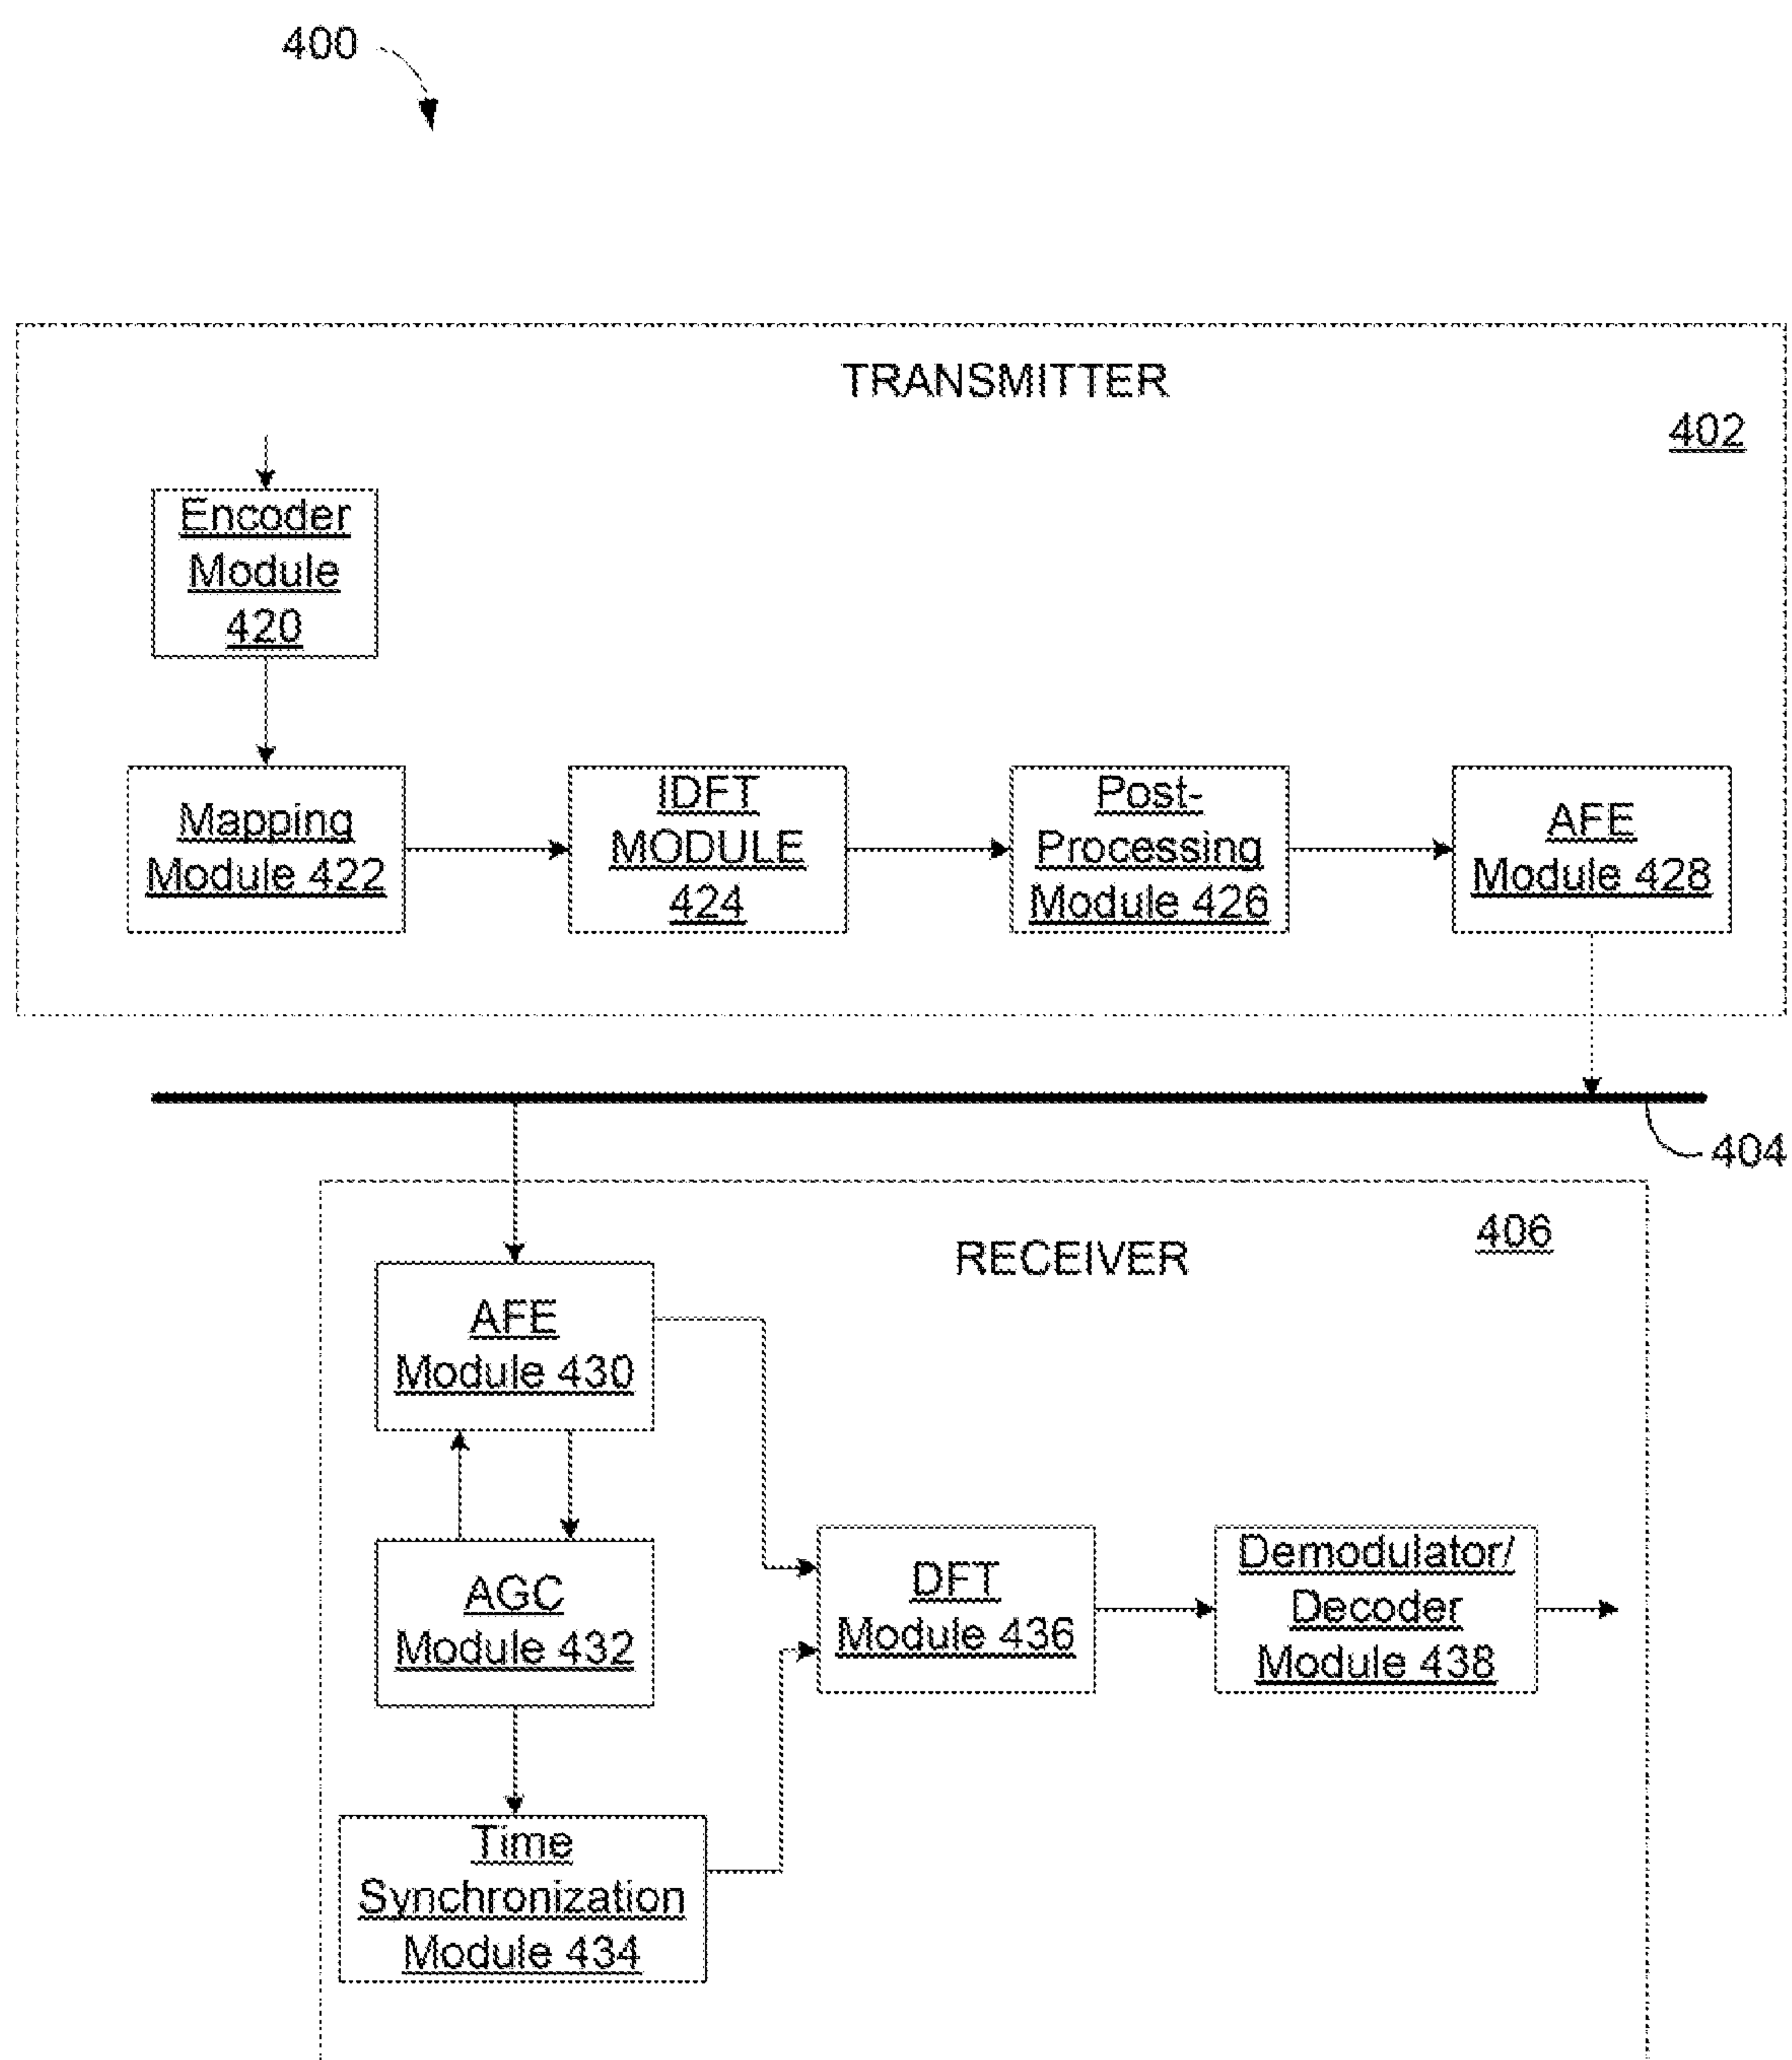 400
TRANSMITTER
402
Encoder
Module
420
Mapping
Module 422
IDFT
MODULE
424
Post-
Processing
Module 426
AFE
Module 428
404
RECEIVER
406
AFE
Module 430
AGC
Module 432
Time
Synchronization
Module 434
DFT
Module 436
Demodulator/
Decoder
Module 438